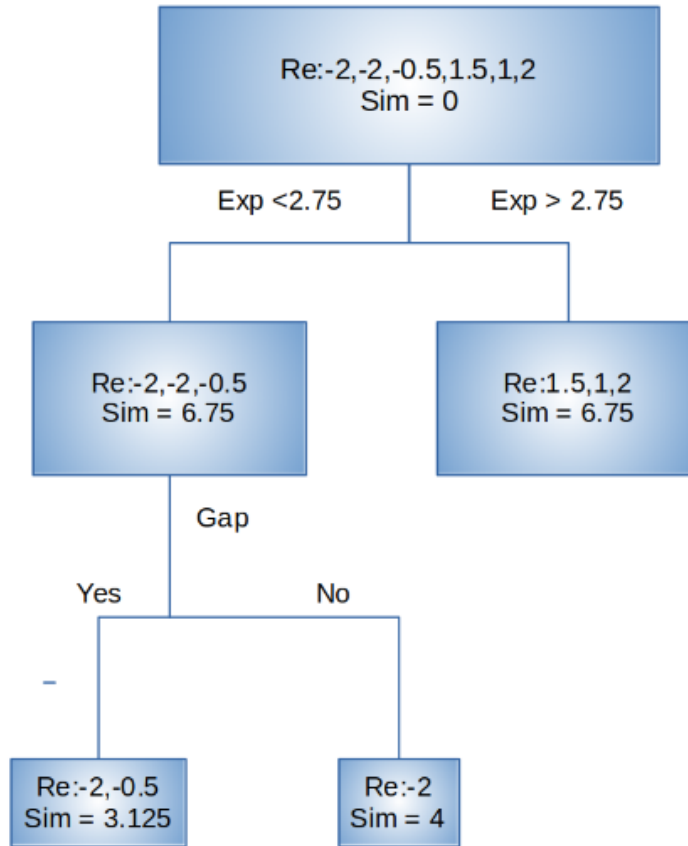 Re:-2,-2,-0.5,1.5,1,2
Sim = 0
Exp <2.75
Exp > 2.75
Re:-2,-2,-0.5
Sim = 6.75
Re:1.5,1,2
Sim = 6.75
Gap
Yes
No
Re:-2,-0.5
Sim = 3.125
Re:-2
Sim = 4